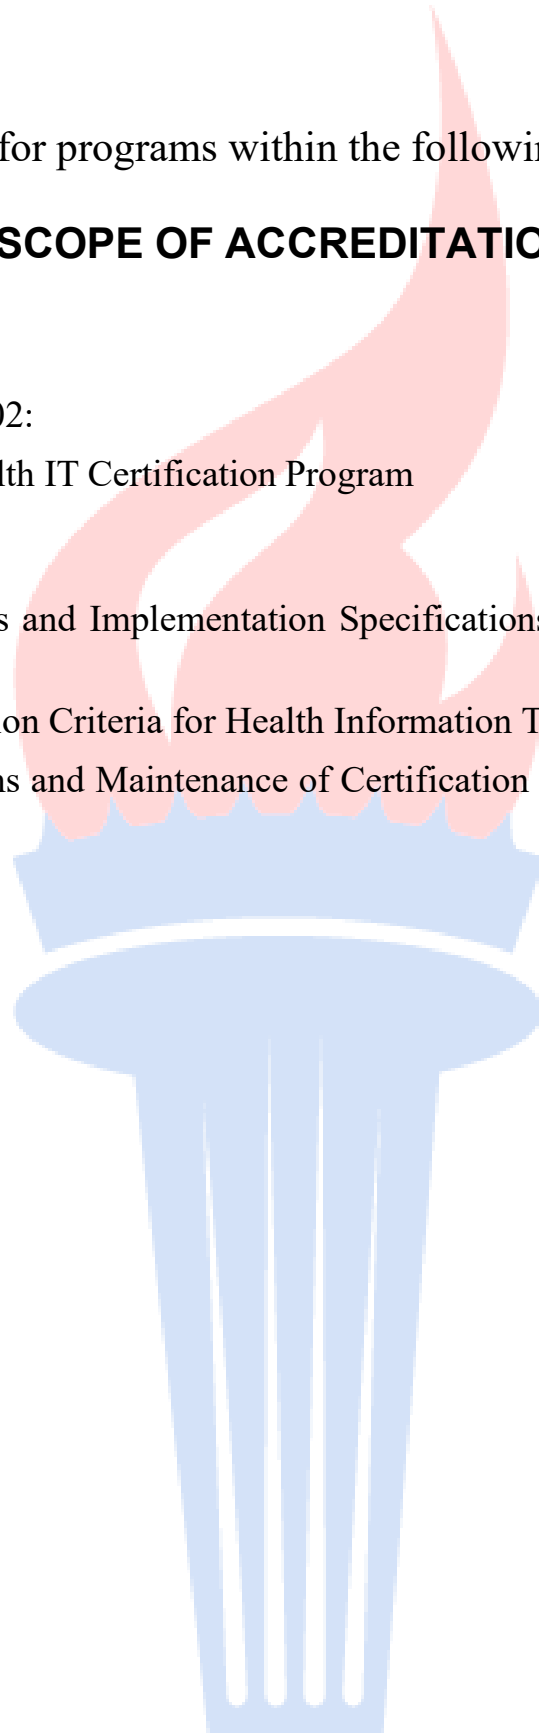 for programs within the followin
SCOPE OF ACCREDITATIO
02:
lth IT Certification Program
s and Implementation Specifications
on Criteria for Health Information T
ns and Maintenance of Certification